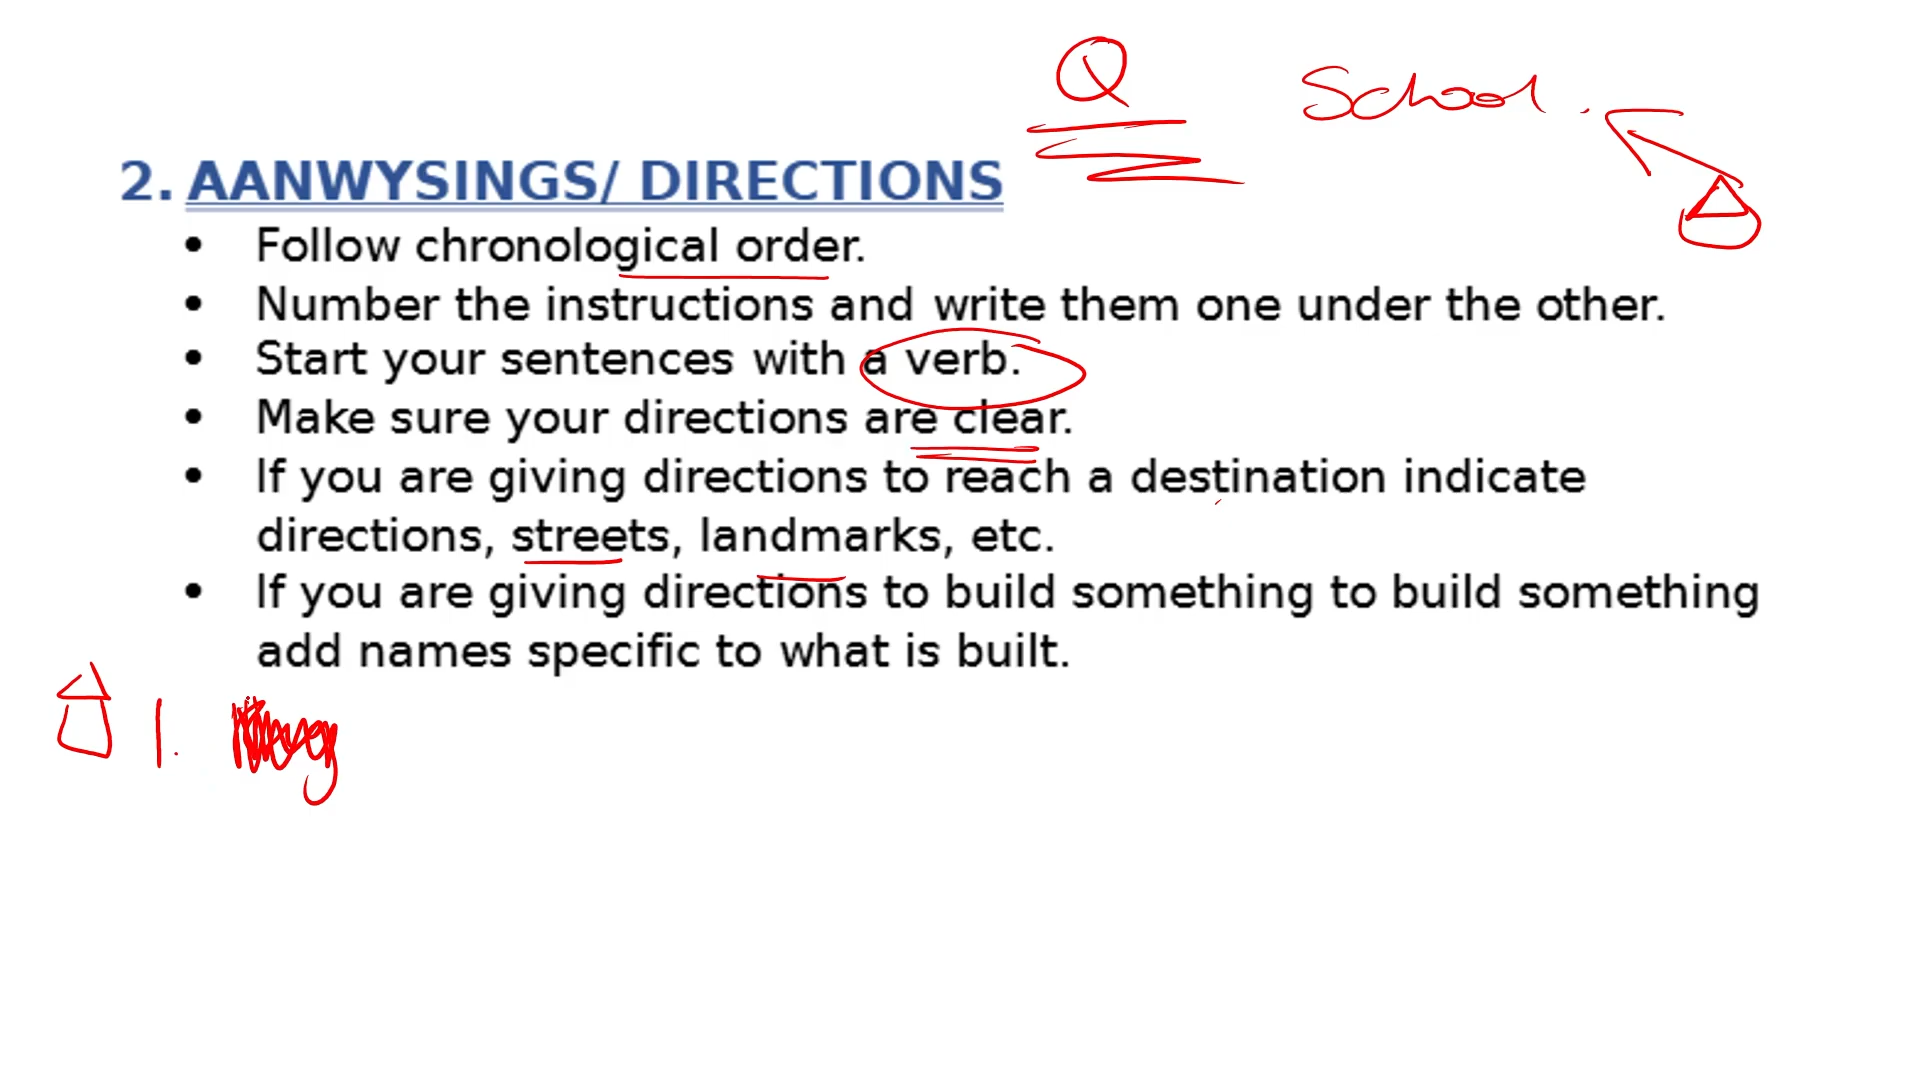 Q School.
2. AANWYSINGS/ DIRECTIONS
• Follow chronological order.
• Number the instructions and write them one under the other.
• Start your sentences with a verb.
• Make sure your directions are clear.
• If you are giving directions to reach a destination indicate
directions, streets, landmarks, etc.
• If you are giving directions to build something to build something
add names specific to what is built.
1.